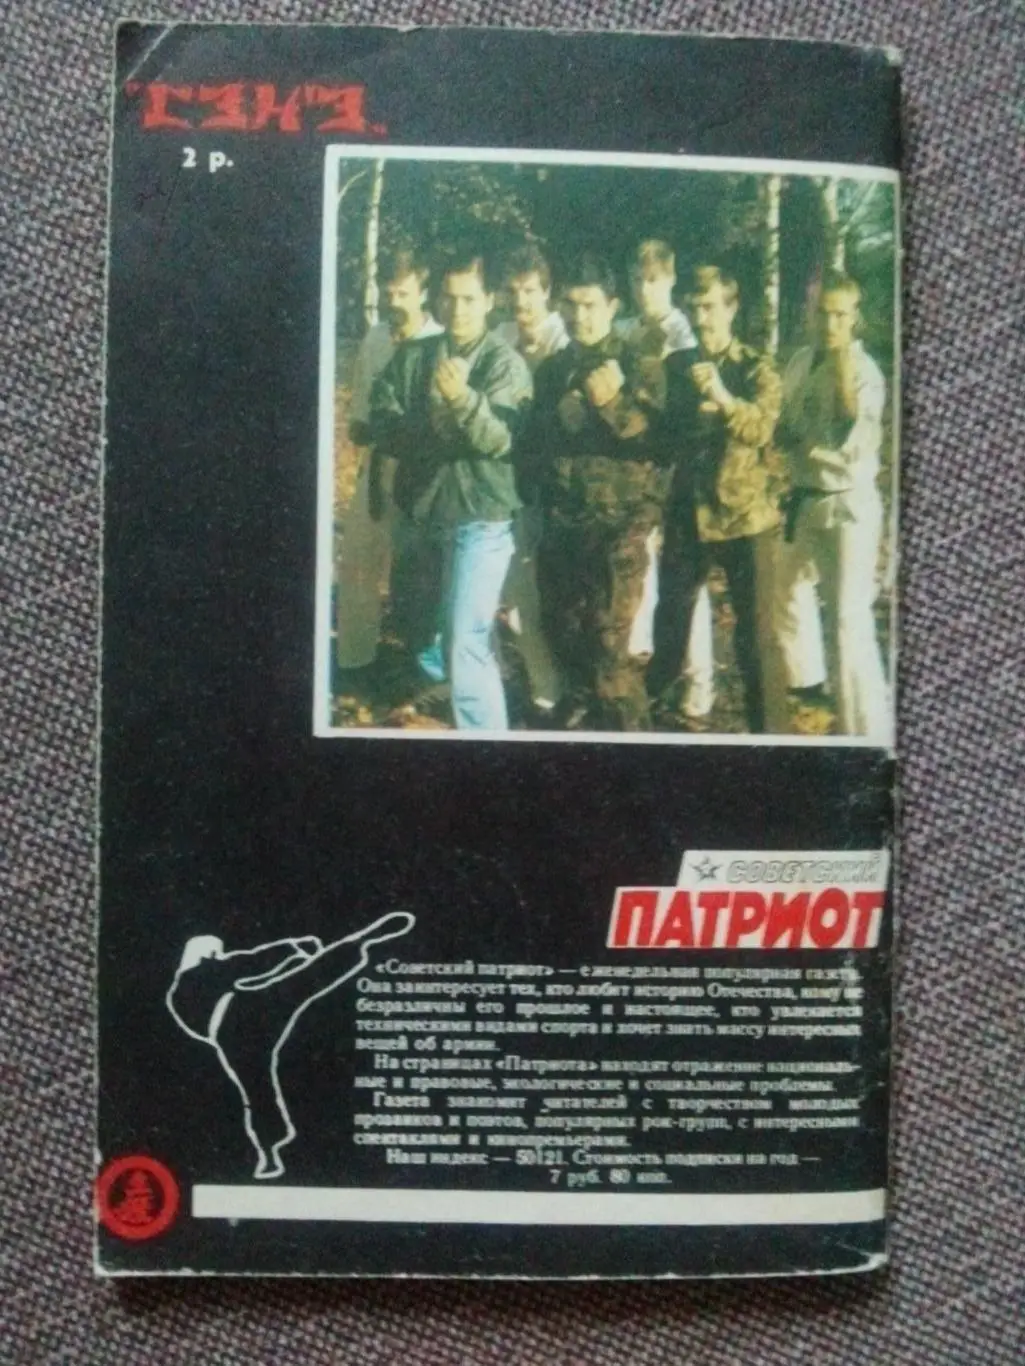 "СЭНЭ"
2 р.
СОВЕТСКИЙ
ПАТРИОТ
«Советский патриот» — еженедельная популярная газета.
Она заинтересует тех, кто любит историю Отечества, кому не
безразличны его прошлое и настоящее, кто увлекается
техническими видами спорта и хочет знать массу интересных
вещей об армии.
На страницах «Патриота» находят отражение националь-
ные и правовые, экологические и социальные проблемы.
Газета знакомит читателей с творчеством молодых
прозаиков и поэтов, популярных рок-групп, с интересными
спектаклями и кинопремьерами.
Наш индекс — 50121. Стоимость подписки на год —
7 руб. 80 коп.